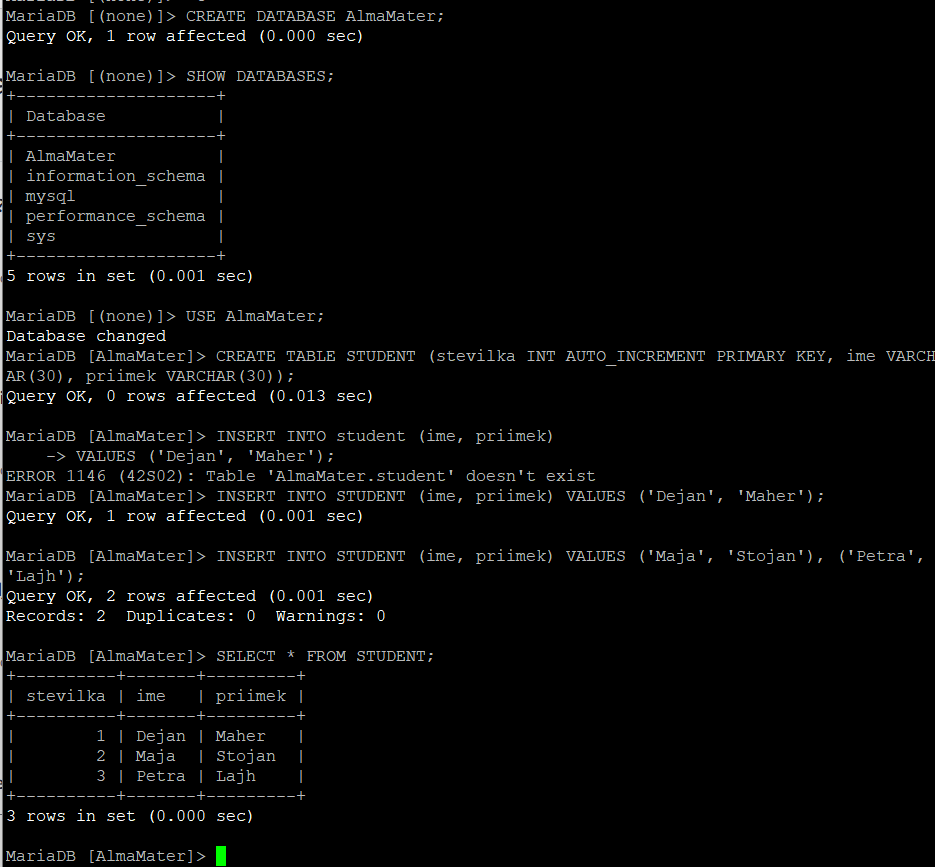 MariaDB [(none)]> CREATE DATABASE AlmaMater;
Query OK, 1 row affected (0.000 sec)

MariaDB [(none)]> SHOW DATABASES;
+--------------------+
| Database           |
+--------------------+
| AlmaMater          |
| information_schema |
| mysql              |
| performance_schema |
| sys                |
+--------------------+
5 rows in set (0.001 sec)

MariaDB [(none)]> USE AlmaMater;
Database changed
MariaDB [AlmaMater]> CREATE TABLE STUDENT (stevilka INT AUTO_INCREMENT PRIMARY KEY, ime VARCH
AR(30), priimek VARCHAR(30));
Query OK, 0 rows affected (0.013 sec)

MariaDB [AlmaMater]> INSERT INTO student (ime, priimek)
    -> VALUES ('Dejan', 'Maher');
ERROR 1146 (42S02): Table 'AlmaMater.student' doesn't exist
MariaDB [AlmaMater]> INSERT INTO STUDENT (ime, priimek) VALUES ('Dejan', 'Maher');
Query OK, 1 row affected (0.001 sec)

MariaDB [AlmaMater]> INSERT INTO STUDENT (ime, priimek) VALUES ('Maja', 'Stojan'), ('Petra',
'Lajh');
Query OK, 2 rows affected (0.001 sec)
Records: 2  Duplicates: 0  Warnings: 0

MariaDB [AlmaMater]> SELECT * FROM STUDENT;
+----------+-------+---------+
| stevilka | ime   | priimek |
+----------+-------+---------+
|        1 | Dejan | Maher   |
|        2 | Maja  | Stojan  |
|        3 | Petra | Lajh    |
+----------+-------+---------+
3 rows in set (0.000 sec)

MariaDB [AlmaMater]>